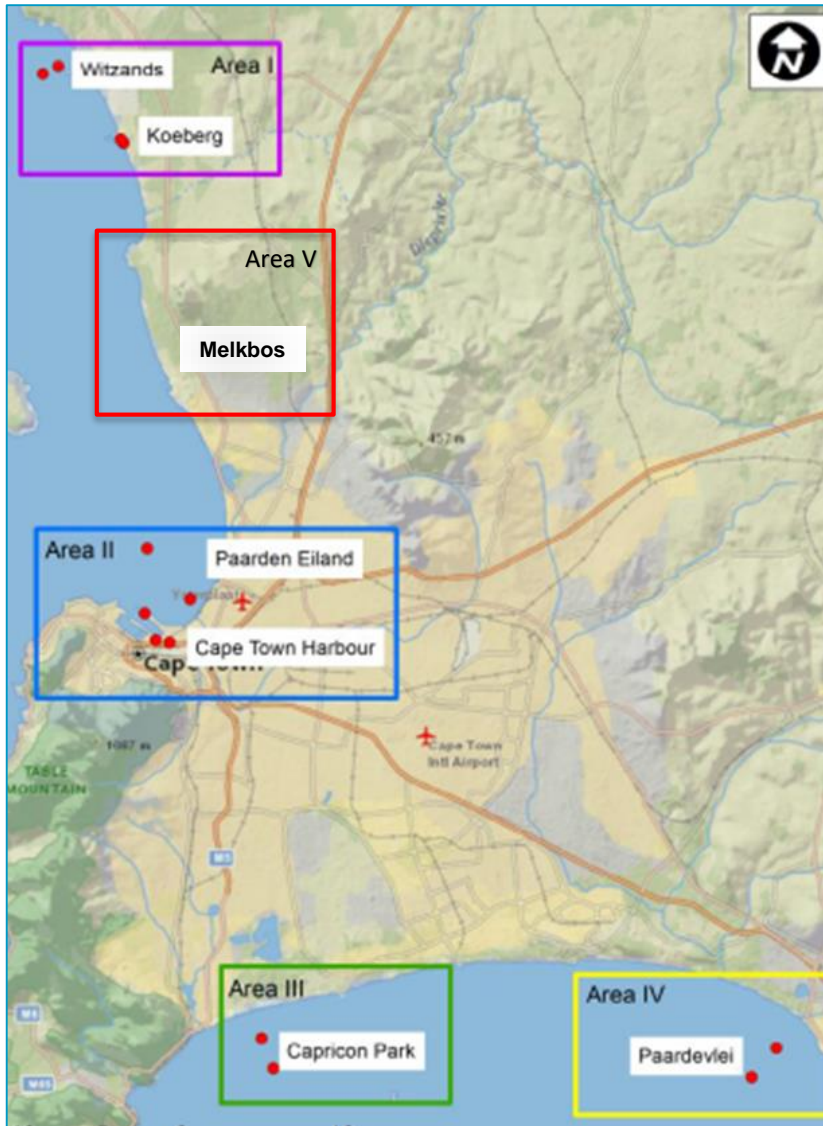 Witzands
Area I
N
Koeberg
Area V
Melkbos
457 m
Area II
Paarden Eiland
Cape Town Harbour
Cape Town
1087 m
Cape Town
Intl Airport
TABLE
MOUNTAIN
M5
Area III
Area IV
Capricon Park
Paardevlei